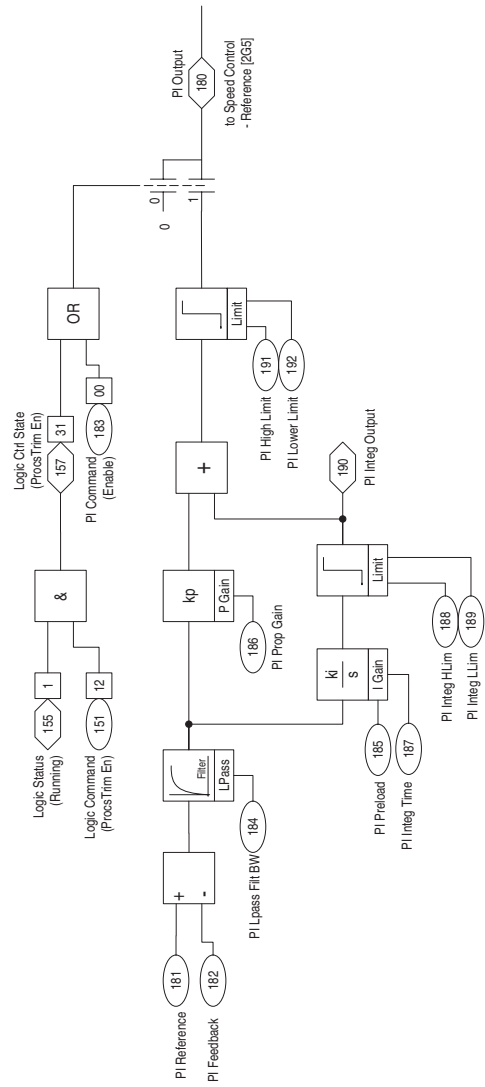 Logic Status
(Running)
155
1
Logic Command
(ProcsTrim En)
151
12
&
Logic Ctrl State
(ProcsTrim En)
157
31
PI Command
(Enable)
183
00
OR
PI Reference
181
PI Feedback
182
+
-
Filter
LPass
184
PI Lpass Filt BW
kp
P Gain
186
PI Prop Gain
ki
s
I Gain
185
PI Preload
187
PI Integ Time
Limit
188
PI Integ HLim
189
PI Integ LLim
190
PI Integ Output
+
Limit
191
PI High Limit
192
PI Lower Limit
0
0
1
PI Output
180
to Speed Control
- Reference [2G5]